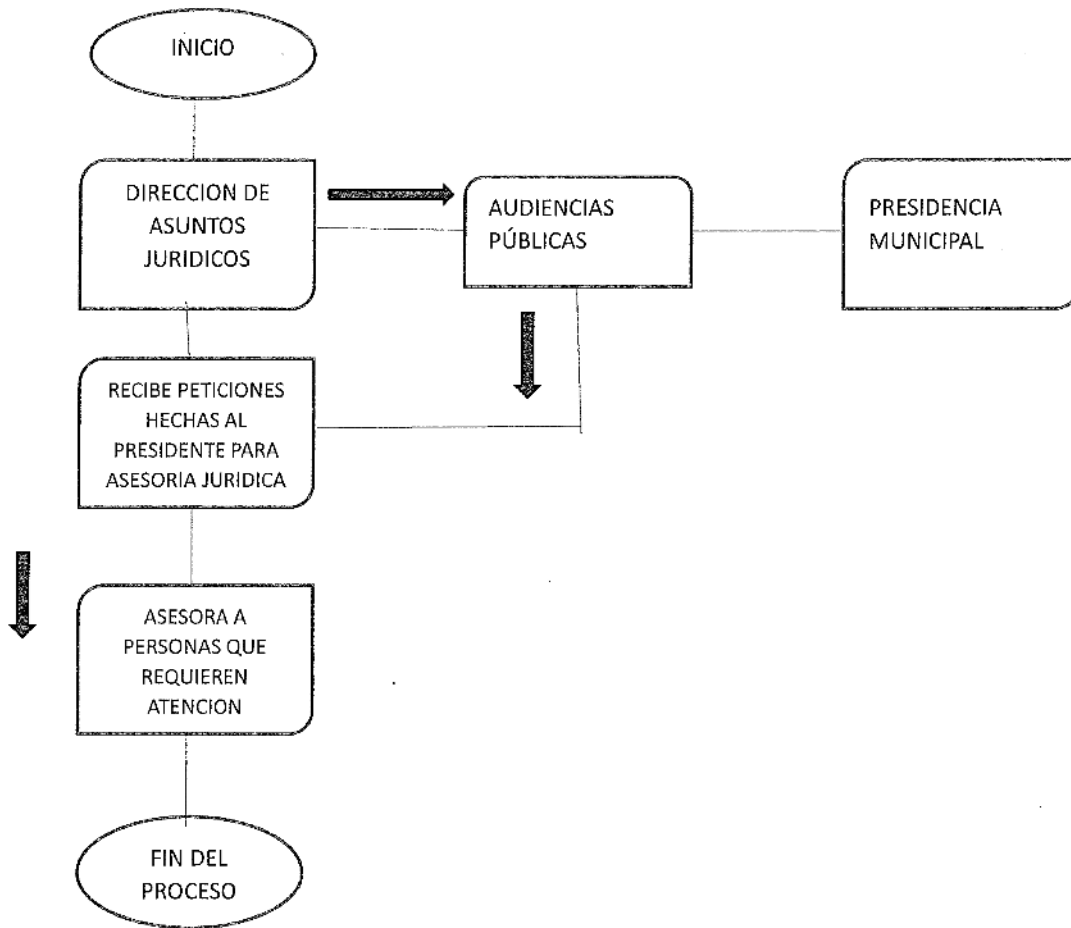 INICIO
DIRECCION DE
ASUNTOS
JURIDICOS
AUDIENCIAS
PÚBLICAS
PRESIDENCIA
MUNICIPAL
RECIBE PETICIONES
HECHAS AL
PRESIDENTE PARA
ASESORIA JURIDICA
ASESORA A
PERSONAS QUE
REQUIEREN
ATENCION
FIN DEL
PROCESO